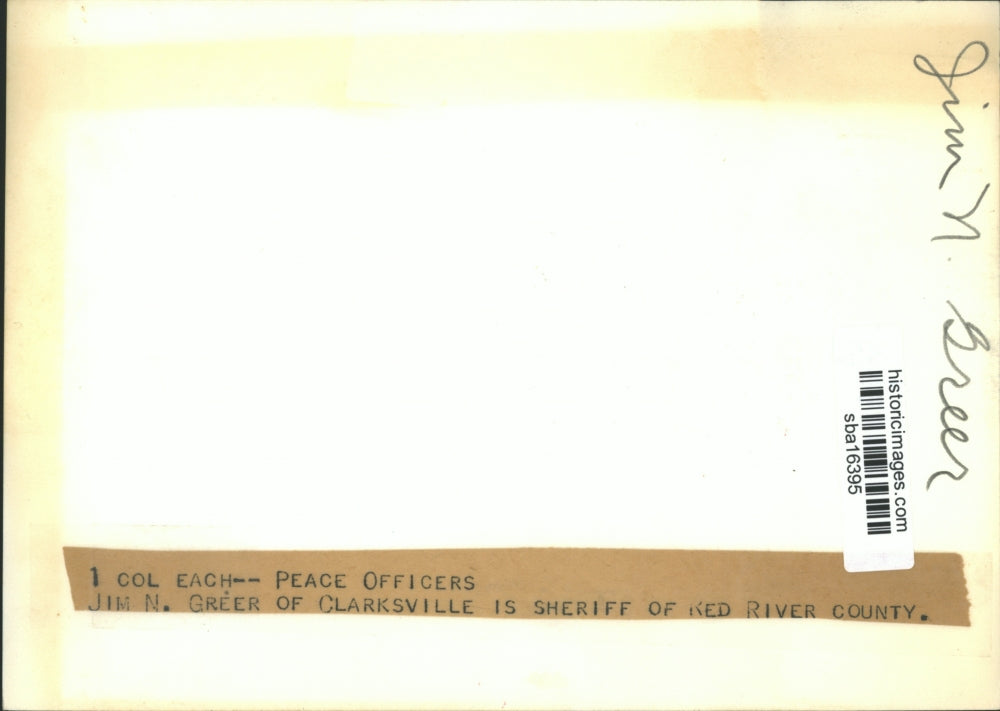 Jim N. Greer
historicimages.com
sba16395
1 COL EACH-- PEACE OFFICERS
JIM N. GREER OF CLARKSVILLE IS SHERIFF OF RED RIVER COUNTY.